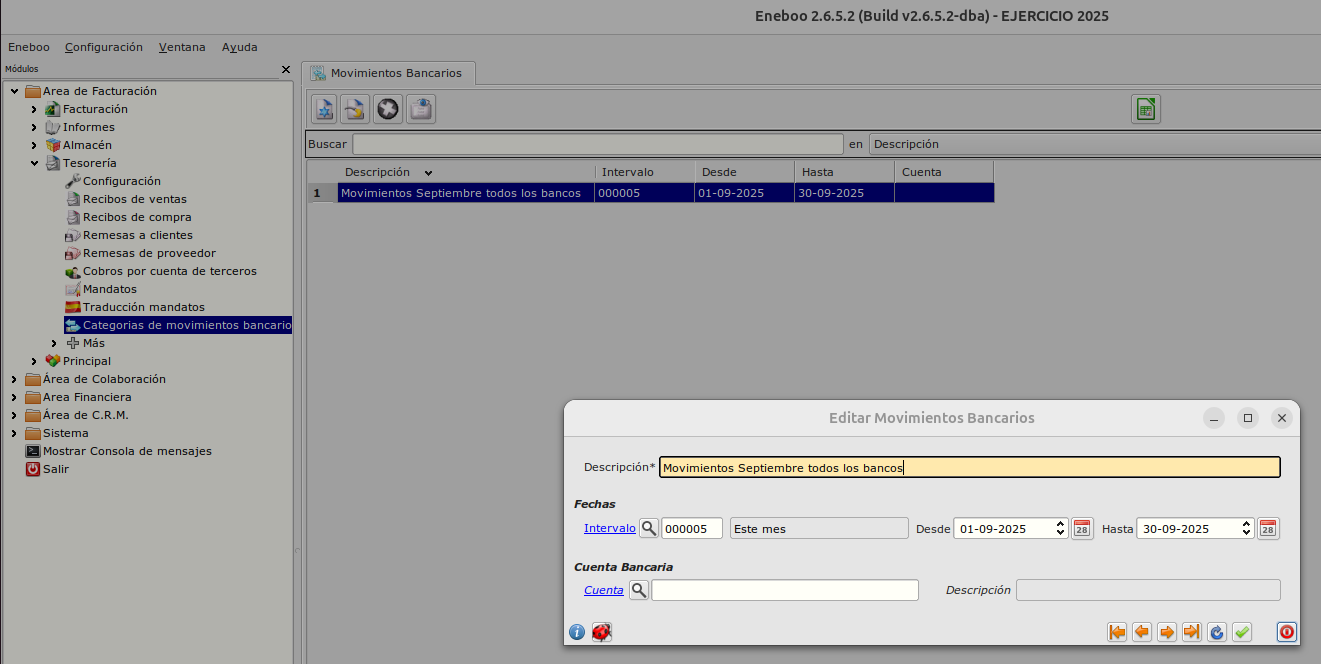 Eneboo 2.6.5.2 (Build v2.6.5.2-dba) - EJERCICIO 2025
Eneboo Configuración Ventana Ayuda
Módulos
Area de Facturación
Facturación
Informes
Almacén
Tesorería
Configuración
Recibos de ventas
Recibos de compra
Remesas a clientes
Remesas de proveedor
Cobros por cuenta de terceros
Mandatos
Traducción mandatos
Categorias de movimientos bancario
Más
Principal
Área de Colaboración
Area Financiera
Área de C.R.M.
Sistema
Mostrar Consola de mensajes
Salir
Movimientos Bancarios
Buscar en Descripción
Descripción Intervalo Desde Hasta Cuenta
1 Movimientos Septiembre todos los bancos 000005 01-09-2025 30-09-2025
Editar Movimientos Bancarios
Descripción* Movimientos Septiembre todos los bancos
Fechas
Intervalo 000005 Este mes Desde 01-09-2025 28 Hasta 30-09-2025 28
Cuenta Bancaria
Cuenta Descripción